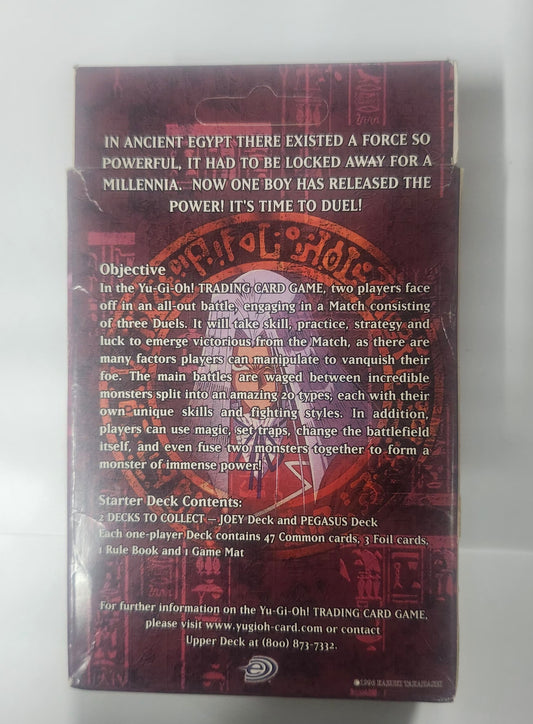 IN ANCIENT EGYPT THERE EXISTED A FORCE SO
POWERFUL, IT HAD TO BE LOCKED AWAY FOR A
MILLENNIA. NOW ONE BOY HAS RELEASED THE
POWER! IT'S TIME TO DUEL!
Objective
In the Yu-Gi-Oh! TRADING CARD GAME, two players face
off in an all-out battle, engaging in a Match consisting
of three Duels. It will take skill, practice, strategy and
luck to emerge victorious from the Match, as there are
many factors players can manipulate to vanquish their
foe. The main battles are waged between incredible
monsters split into an amazing 20 types, each with their
own unique skills and fighting styles. In addition,
players can use magic, set traps, change the battlefield
itself, and even fuse two monsters together to form a
monster of immense power!
Starter Deck Contents:
2 DECKS TO COLLECT — JOEY Deck and PEGASUS Deck
Each one-player Deck contains 47 Common cards, 3 Foil cards,
1 Rule Book and 1 Game Mat
For further information on the Yu-Gi-Oh! TRADING CARD GAME,
please visit www.yugioh-card.com or contact
Upper Deck at (800) 873-7332.
©1996 KAZUKI TAKAHASHI